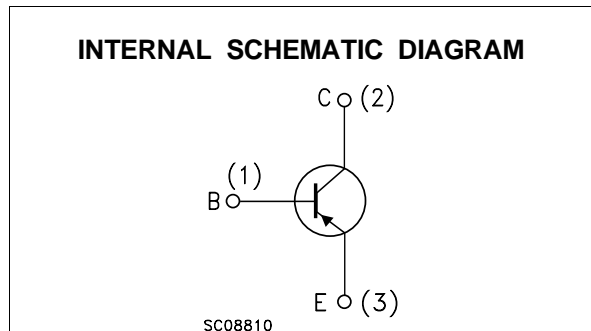 INTERNAL SCHEMATIC DIAGRAM
C (2)
(1)
B
E (3)
SC08810